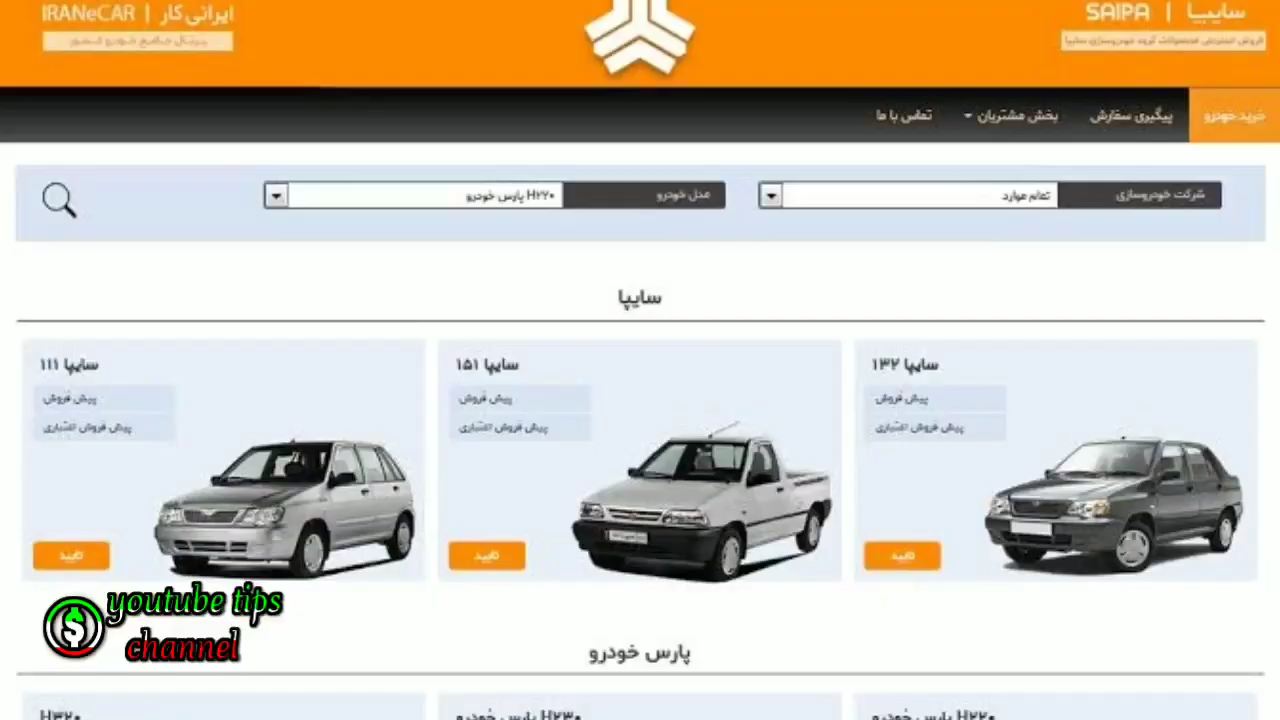 سایپا | SAIPA
فروش اینترنتی محصولات گروه خودروسازی سایپا
ایرانی کار | IRANeCAR
پرتال جامع خودرو کشور
خرید خودرو
پیگیری سفارش
بخش مشتریان
تماس با ما
شرکت خودروسازی
تمام موارد
مدل خودرو
H۲۲۰ پارس خودرو
سایپا
سایپا ۱۳۲
پیش فروش
پیش فروش اعتباری
تایید
سایپا ۱۵۱
پیش فروش
پیش فروش اعتباری
تایید
سایپا ۱۱۱
پیش فروش
پیش فروش اعتباری
تایید
youtube tips
channel
پارس خودرو
H۲۲۰ پارس خودرو
H۲۳۰ پارس خودرو
H۳۲۰